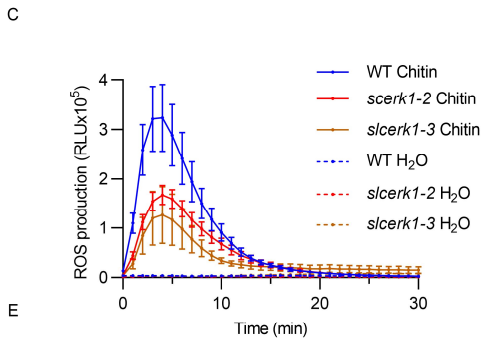 C
WT Chitin
scerk1-2 Chitin
slcerk1-3 Chitin
WT H₂O
slcerk1-2 H₂O
slcerk1-3 H₂O
ROS production (RLUx10⁵)
4
3
2
1
0
0
10
20
30
Time (min)
E